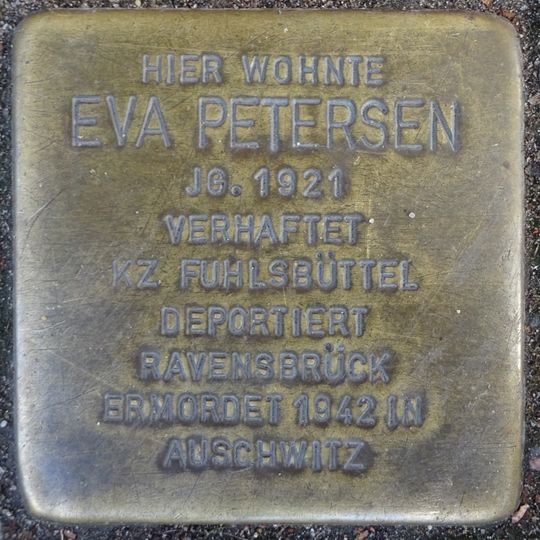 HIER WOHNTE
EVA PETERSEN
JG. 1921
VERHAFTET
KZ FUHLSBÜTTEL
DEPORTIERT
RAVENSBRÜCK
ERMORDET 1942 IN
AUSCHWITZ